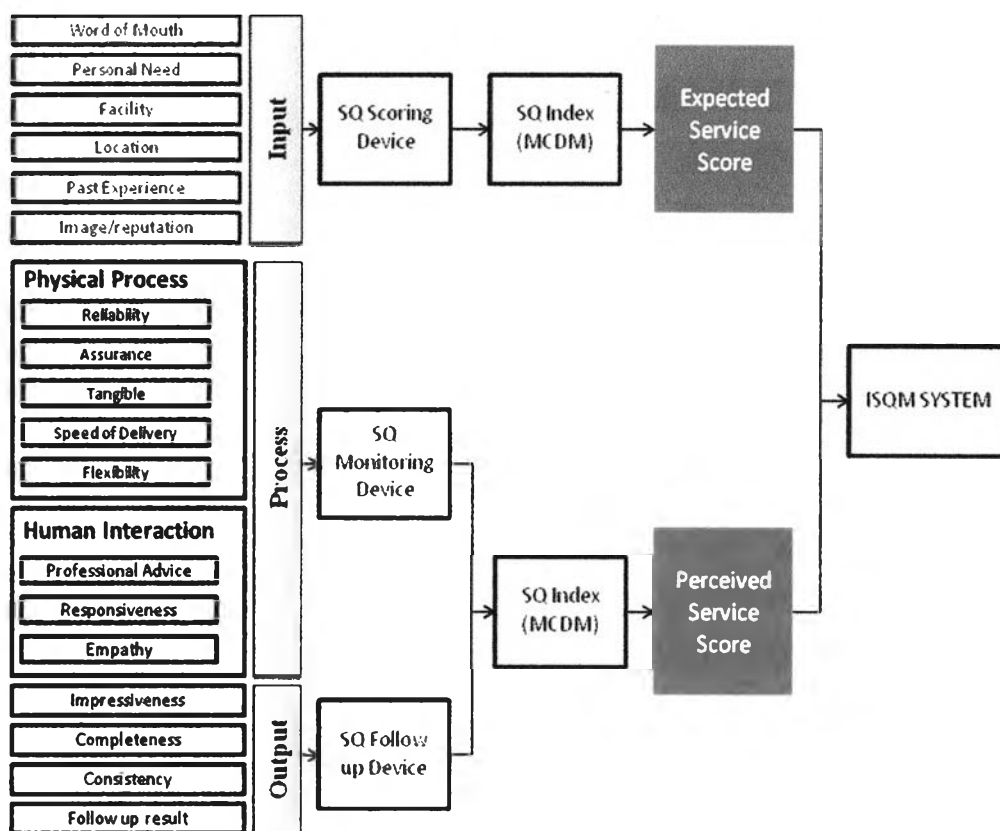 Word of Mouth
Personal Need
Facility
Location
Past Experience
Image/reputation
Input
SQ Scoring
Device
SQ Index
(MCDM)
Expected
Service
Score
Physical Process
Reliability
Assurance
Tangible
Speed of Delivery
Flexibility
Human Interaction
Professional Advice
Responsiveness
Empathy
Process
SQ
Monitoring
Device
SQ Index
(MCDM)
Perceived
Service
Score
ISQM SYSTEM
Impressiveness
Completeness
Consistency
Follow up result
Output
SQ Follow
up Device